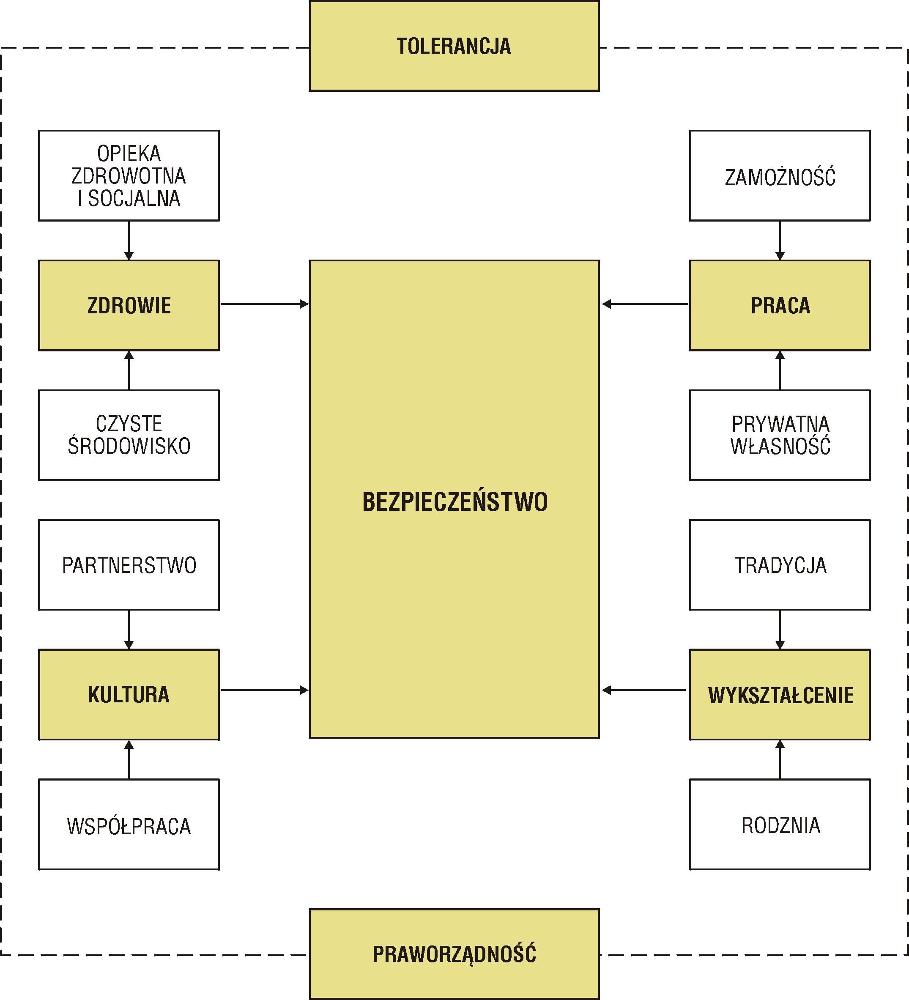 TOLERANCJA
OPIEKA
ZDROWOTNA
I SOCJALNA
ZAMOŻNOŚĆ
ZDROWIE
PRACA
CZYSTE
ŚRODOWISKO
PRYWATNA
WŁASNOŚĆ
BEZPIECZEŃSTWO
PARTNERSTWO
TRADYCJA
KULTURA
WYKSZTAŁCENIE
WSPÓŁPRACA
RODZNIA
PRAWORZĄDNOŚĆ